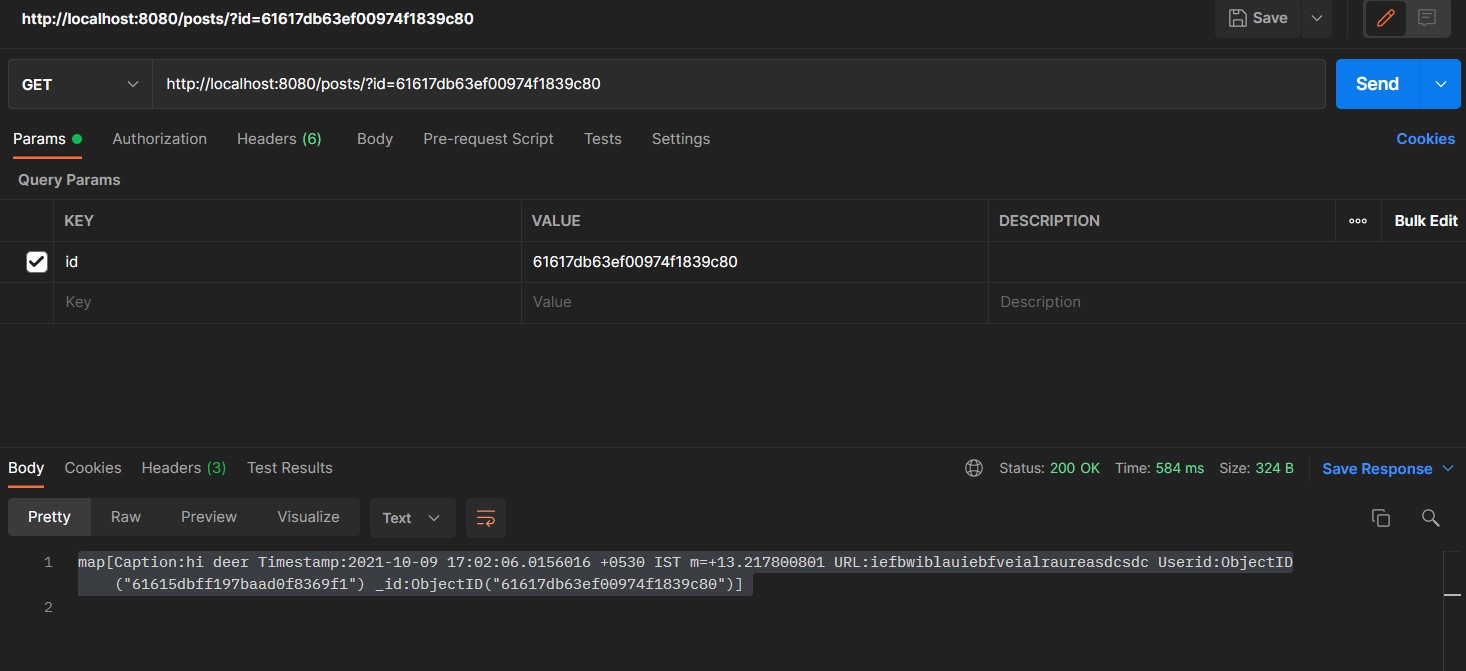 http://localhost:8080/posts/?id=61617db63ef00974f1839c80
Save
GET
http://localhost:8080/posts/?id=61617db63ef00974f1839c80
Send
Params Authorization Headers (6) Body Pre-request Script Tests Settings Cookies
Query Params
KEY VALUE DESCRIPTION Bulk Edit
id 61617db63ef00974f1839c80
Key Value Description
Body Cookies Headers (3) Test Results Status: 200 OK Time: 584 ms Size: 324 B Save Response
Pretty Raw Preview Visualize Text
1 map[Caption:hi deer Timestamp:2021-10-09 17:02:06.0156016 +0530 IST m=+13.217800801 URL:iefbwiblauiebfveialraureasdcsdc Userid:ObjectID
("61615dbff197baad0f8369f1") _id:ObjectID("61617db63ef00974f1839c80")]
2